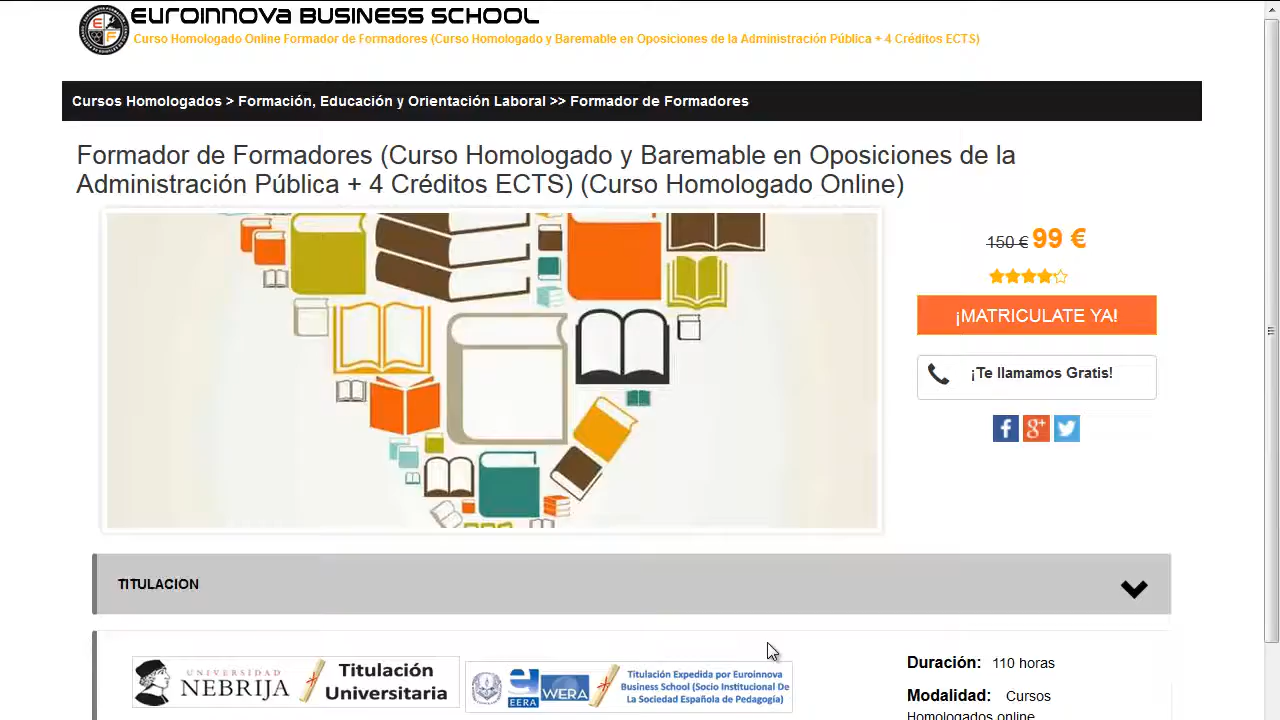 EUROINNOVA BUSINESS SCHOOL
Curso Homologado Online Formador de Formadores (Curso Homologado y Baremable en Oposiciones de la Administración Pública + 4 Créditos ECTS)
Cursos Homologados > Formación, Educación y Orientación Laboral >> Formador de Formadores
Formador de Formadores (Curso Homologado y Baremable en Oposiciones de la
Administración Pública + 4 Créditos ECTS) (Curso Homologado Online)
150 € 99 €
¡MATRICULATE YA!
¡Te llamamos Gratis!
TITULACION
UNIVERSIDAD
NEBRIJA
Titulación
Universitaria
EERA
WERA
Titulación Expedida por Euroinnova
Business School (Socio Institucional De
La Sociedad Española de Pedagogía)
Duración: 110 horas
Modalidad: Cursos
Homologados online